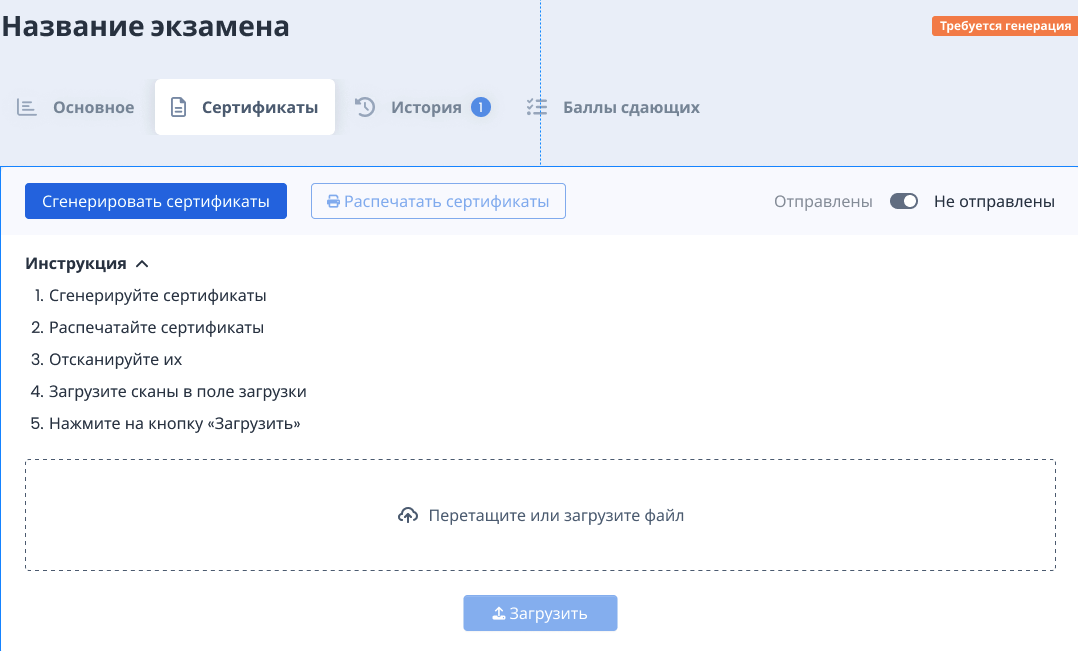 Название экзамена
Требуется генерация
Основное
Сертификаты
История 1
Баллы сдающих
Сгенерировать сертификаты
Распечатать сертификаты
Отправлены
Не отправлены
Инструкция
1. Сгенерируйте сертификаты
2. Распечатайте сертификаты
3. Отсканируйте их
4. Загрузите сканы в поле загрузки
5. Нажмите на кнопку «Загрузить»
Перетащите или загрузите файл
Загрузить